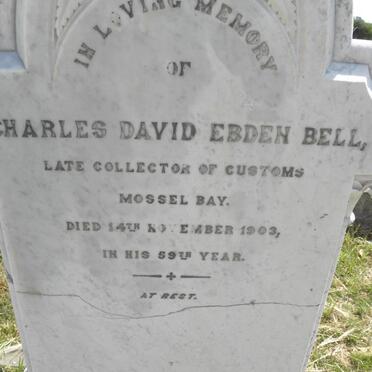 IN LOVING MEMORY
OF
CHARLES DAVID EBDEN BELL,
LATE COLLECTOR OF CUSTOMS
MOSSEL BAY.
DIED 14TH NOVEMBER 1903,
IN HIS 59TH YEAR.
AT REST.